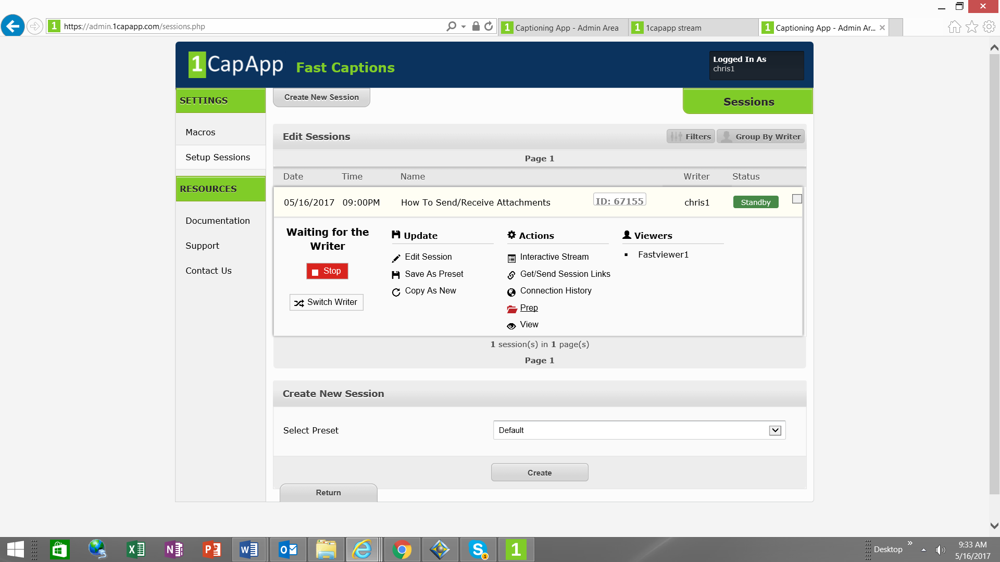 1 https://admin.1capapp.com/sessions.php
1 Captioning App - Admin Area
1 1capapp stream
1 Captioning App - Admin Ar...
1CapApp Fast Captions
Logged In As
chris1
SETTINGS
Create New Session
Sessions
Macros
Setup Sessions
RESOURCES
Documentation
Support
Contact Us
Edit Sessions
Filters
Group By Writer
Page 1
Date Time Name Writer Status
05/16/2017 09:00PM How To Send/Receive Attachments ID: 67155 chris1 Standby
Waiting for the
Writer
Stop
Switch Writer
Update
Edit Session
Save As Preset
Copy As New
Actions
Interactive Stream
Get/Send Session Links
Connection History
Prep
View
Viewers
Fastviewer1
1 session(s) in 1 page(s)
Page 1
Create New Session
Select Preset
Default
Create
Return
Desktop
9:33 AM
5/16/2017